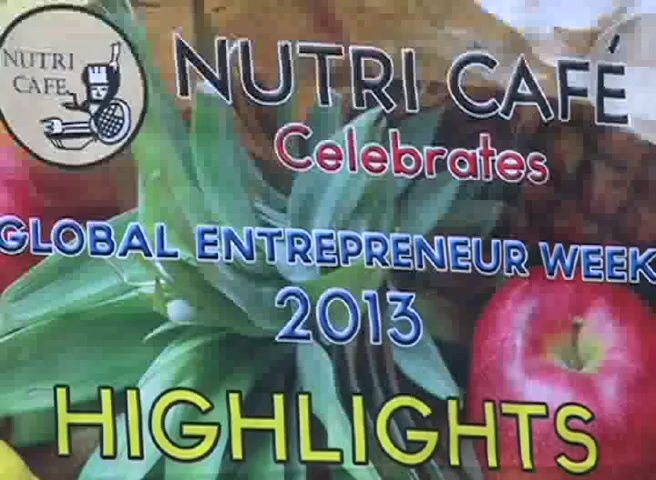 NUTRI
CAFE
NUTRI CAFÉ
Celebrates
GLOBAL ENTREPRENEUR WEEK
2013
HIGHLIGHTS